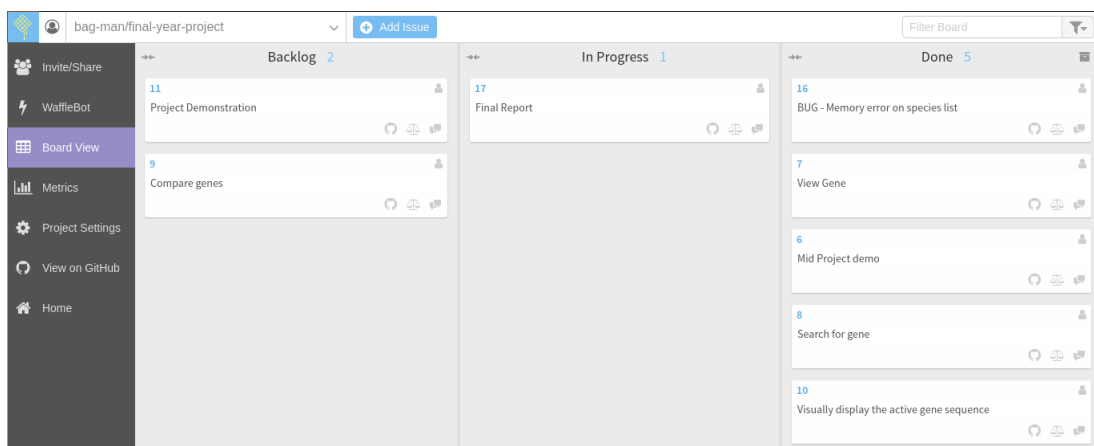 bag-man/final-year-project
Add Issue
Filter Board
Invite/Share
WaffleBot
Board View
Metrics
Project Settings
View on GitHub
Home
Backlog 2
11
Project Demonstration
9
Compare genes
In Progress 1
17
Final Report
Done 5
16
BUG - Memory error on species list
7
View Gene
6
Mid Project demo
8
Search for gene
10
Visually display the active gene sequence